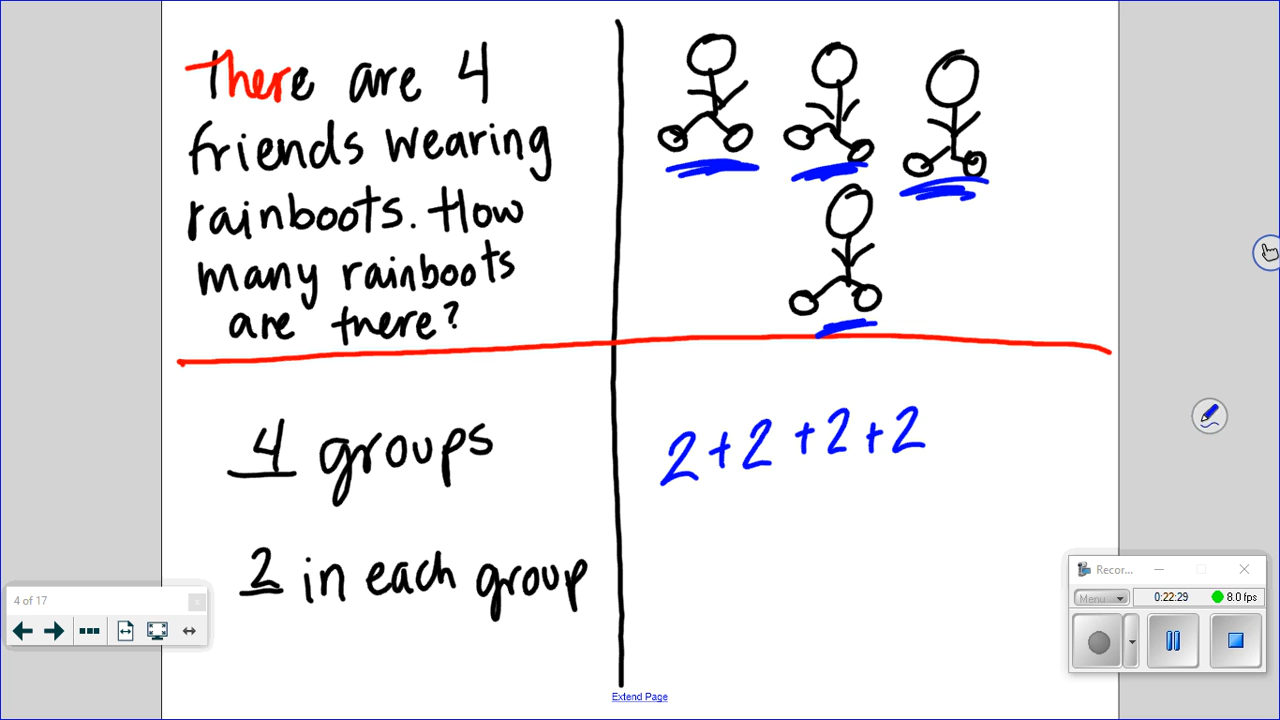 There are 4
friends wearing
rainboots. How
many rainboots
are there?
4 groups
2 in each group
2+2+2+2
Extend Page
4 of 17
Recor...
Menu
0:22:29
8.0 fps